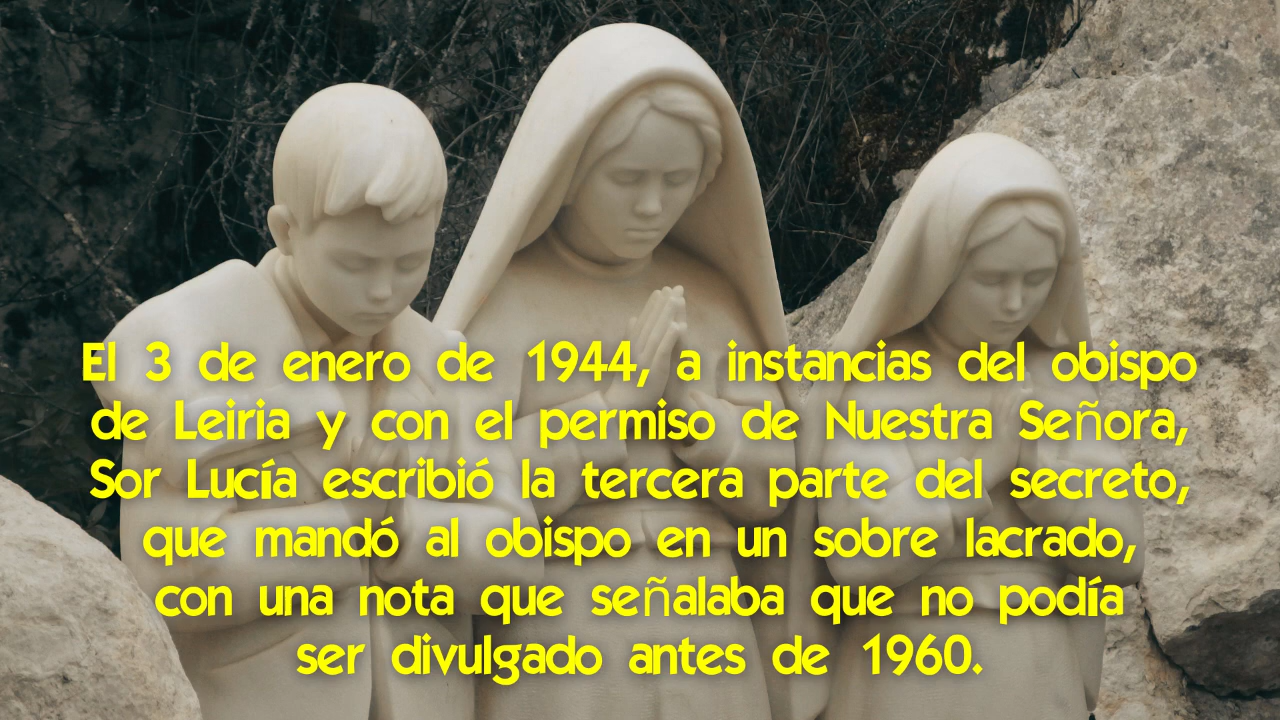 El 3 de enero de 1944, a instancias del obispo
de Leiria y con el permiso de Nuestra Señora,
Sor Lucía escribió la tercera parte del secreto,
que mandó al obispo en un sobre lacrado,
con una nota que señalaba que no podía
ser divulgado antes de 1960.